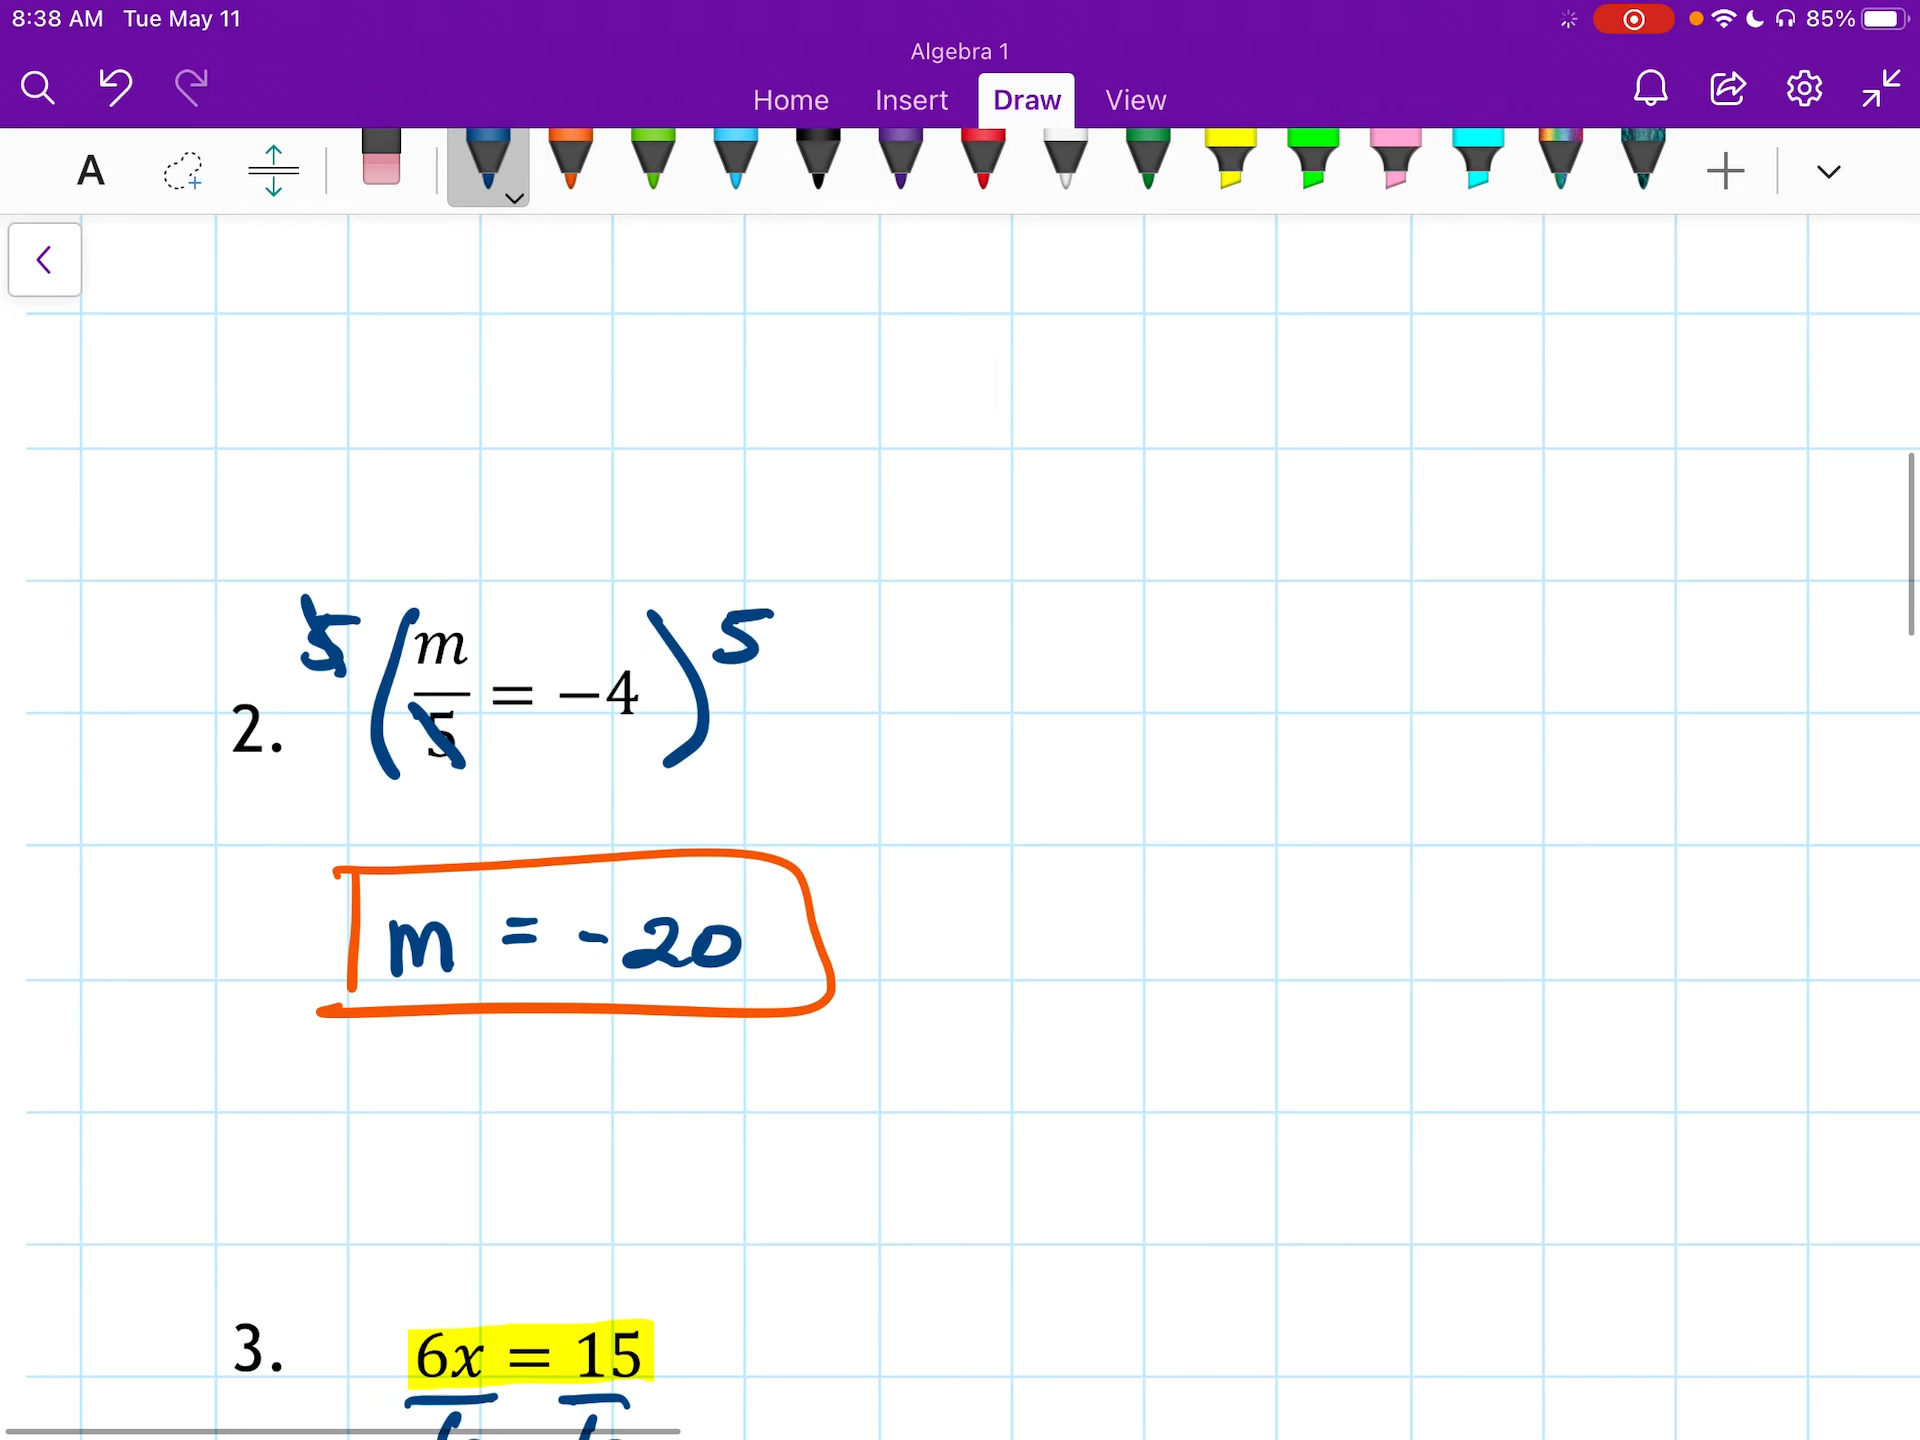 8:38 AM Tue May 11
85%
Algebra 1
Home Insert Draw View
A
5 ( m/5 = −4 ) 5
2.
m = -20
3. 6x = 15